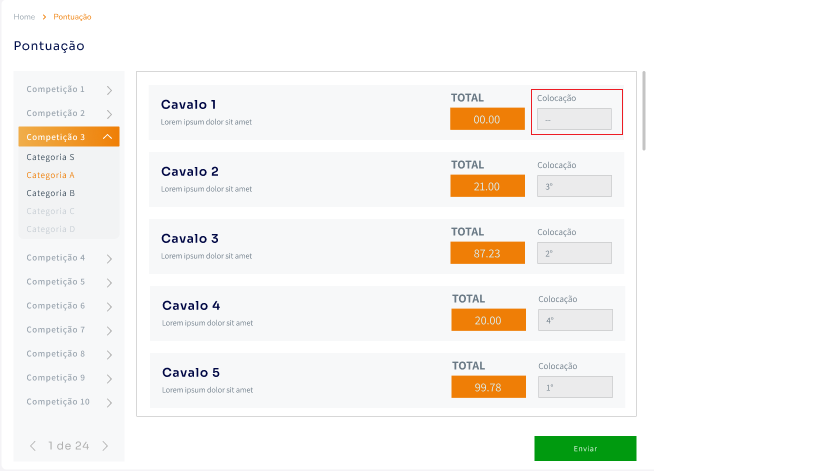 Home > Pontuação
Pontuação
Competição 1
Competição 2
Competição 3
Categoria S
Categoria A
Categoria B
Categoria C
Categoria D
Competição 4
Competição 5
Competição 6
Competição 7
Competição 8
Competição 9
Competição 10
1 de 24
Cavalo 1
Lorem ipsum dolor sit amet
TOTAL
00.00
Colocação
--
Cavalo 2
Lorem ipsum dolor sit amet
TOTAL
21.00
Colocação
3°
Cavalo 3
Lorem ipsum dolor sit amet
TOTAL
87.23
Colocação
2°
Cavalo 4
Lorem ipsum dolor sit amet
TOTAL
20.00
Colocação
4°
Cavalo 5
Lorem ipsum dolor sit amet
TOTAL
99.78
Colocação
1°
Enviar